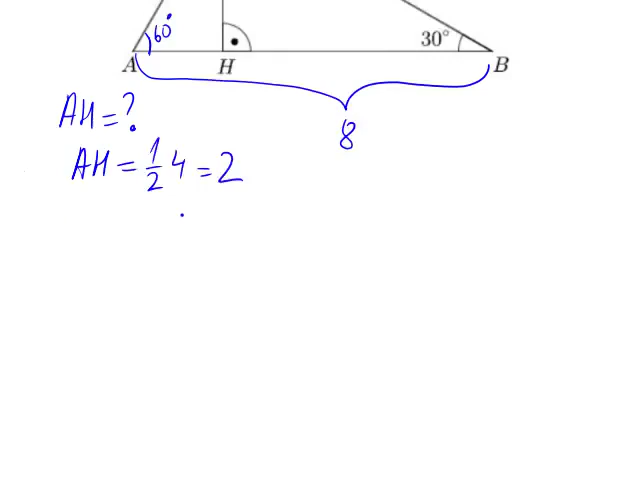 60°
30°
A H B
8
AH = ?
AH = 1/2 4 = 2